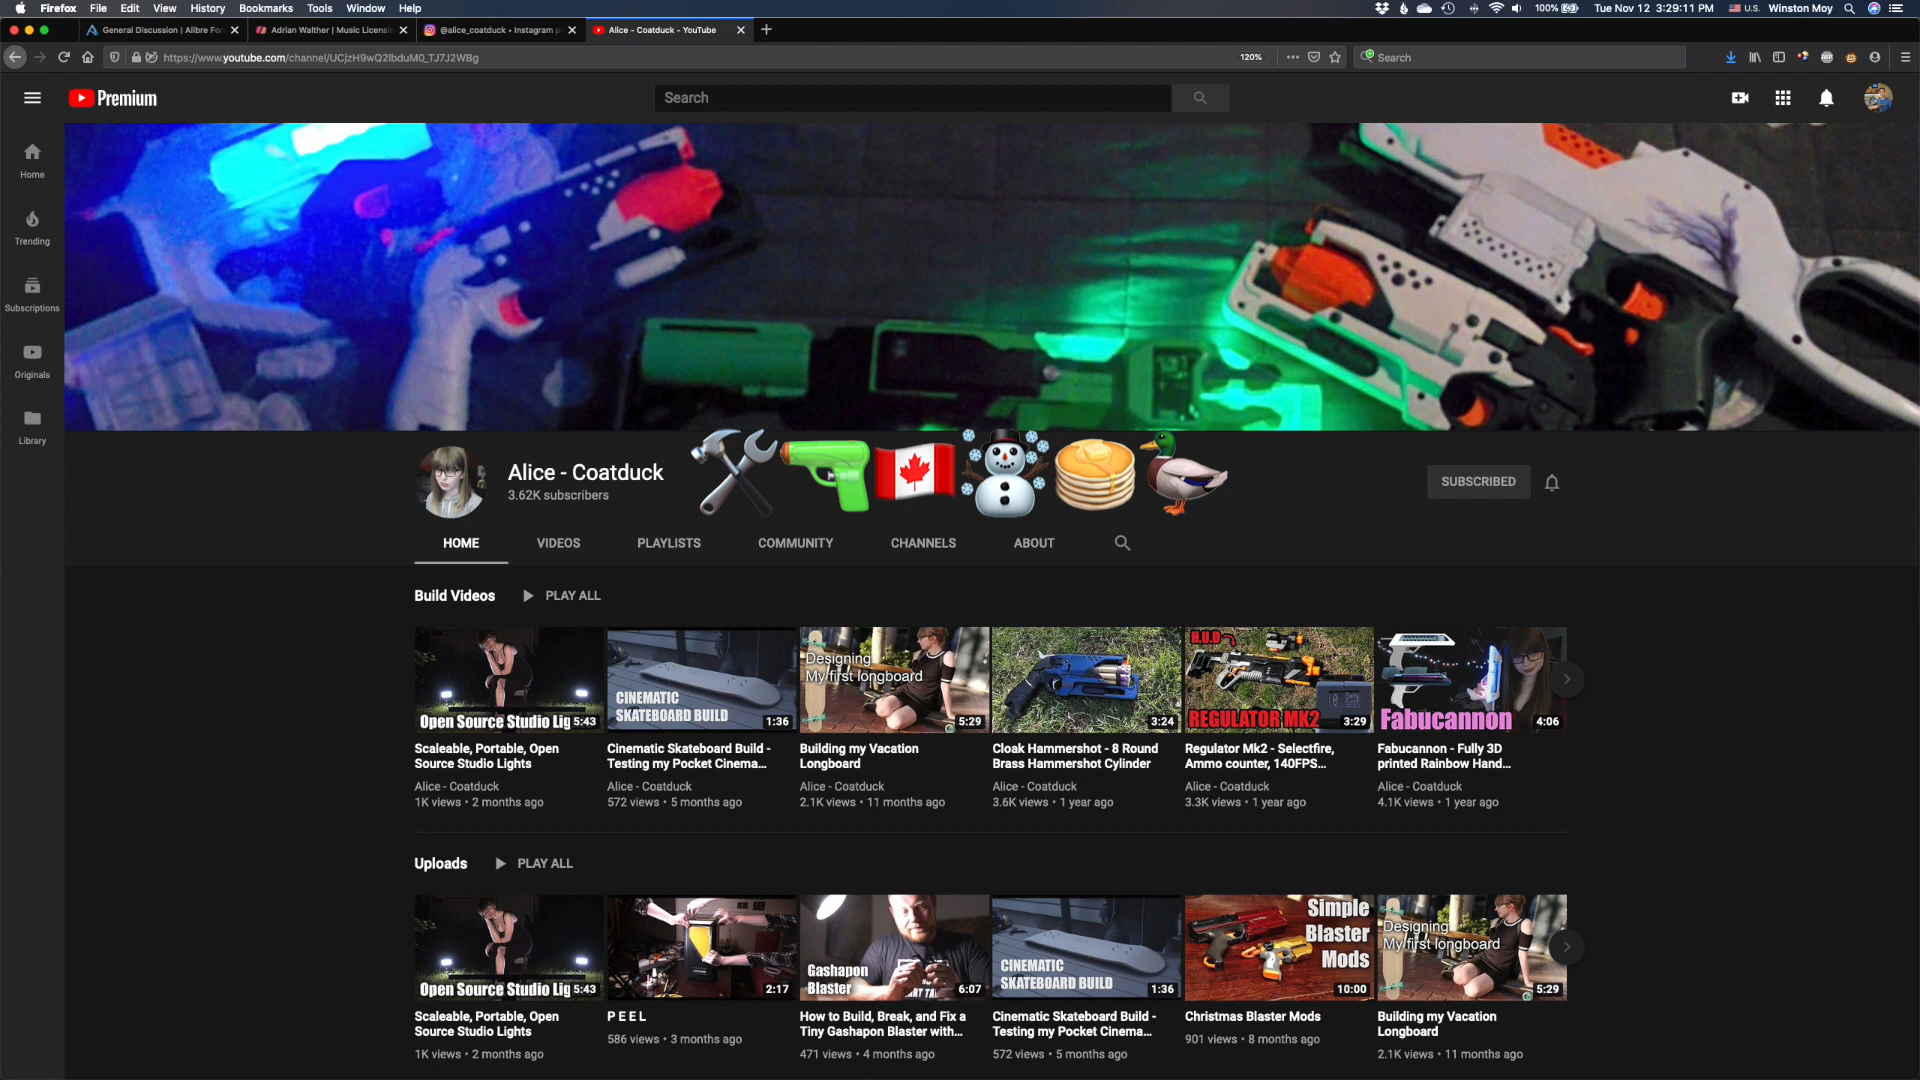 Firefox File Edit View History Bookmarks Tools Window Help 100% U.S. Tue Nov 12 3:29:11 PM Winston Moy
General Discussion | Alibre For Adrian Walther | Music Licensin @alice_coatduck • Instagram p Alice - Coatduck - YouTube
https://www.youtube.com/channel/UCjzH9wQ2lbduM0_TJ7J2WBg 120% Search
Premium Search
Home
Trending
Subscriptions
Originals
Library
Alice - Coatduck
3.62K subscribers
SUBSCRIBED
HOME VIDEOS PLAYLISTS COMMUNITY CHANNELS ABOUT
Build Videos PLAY ALL
Open Source Studio Lig 5:43
CINEMATIC
SKATEBOARD BUILD 1:36
Designing
My first longboard
5:29
3:24
H.U.D
REGULATOR MK2 3:29
Fabucannon 4:06
Scaleable, Portable, Open
Source Studio Lights
Alice - Coatduck
1K views • 2 months ago
Cinematic Skateboard Build -
Testing my Pocket Cinema...
Alice - Coatduck
572 views • 5 months ago
Building my Vacation
Longboard
Alice - Coatduck
2.1K views • 11 months ago
Cloak Hammershot - 8 Round
Brass Hammershot Cylinder
Alice - Coatduck
3.6K views • 1 year ago
Regulator Mk2 - Selectfire,
Ammo counter, 140FPS...
Alice - Coatduck
3.3K views • 1 year ago
Fabucannon - Fully 3D
printed Rainbow Hand...
Alice - Coatduck
4.1K views • 1 year ago
Uploads PLAY ALL
Open Source Studio Lig 5:43
2:17
Gashapon
Blaster 6:07
CINEMATIC
SKATEBOARD BUILD 1:36
Simple
Blaster
Mods
10:00
Designing
My first longboard
5:29
Scaleable, Portable, Open
Source Studio Lights
1K views • 2 months ago
P E E L
586 views • 3 months ago
How to Build, Break, and Fix a
Tiny Gashapon Blaster with...
471 views • 4 months ago
Cinematic Skateboard Build -
Testing my Pocket Cinema...
572 views • 5 months ago
Christmas Blaster Mods
901 views • 8 months ago
Building my Vacation
Longboard
2.1K views • 11 months ago